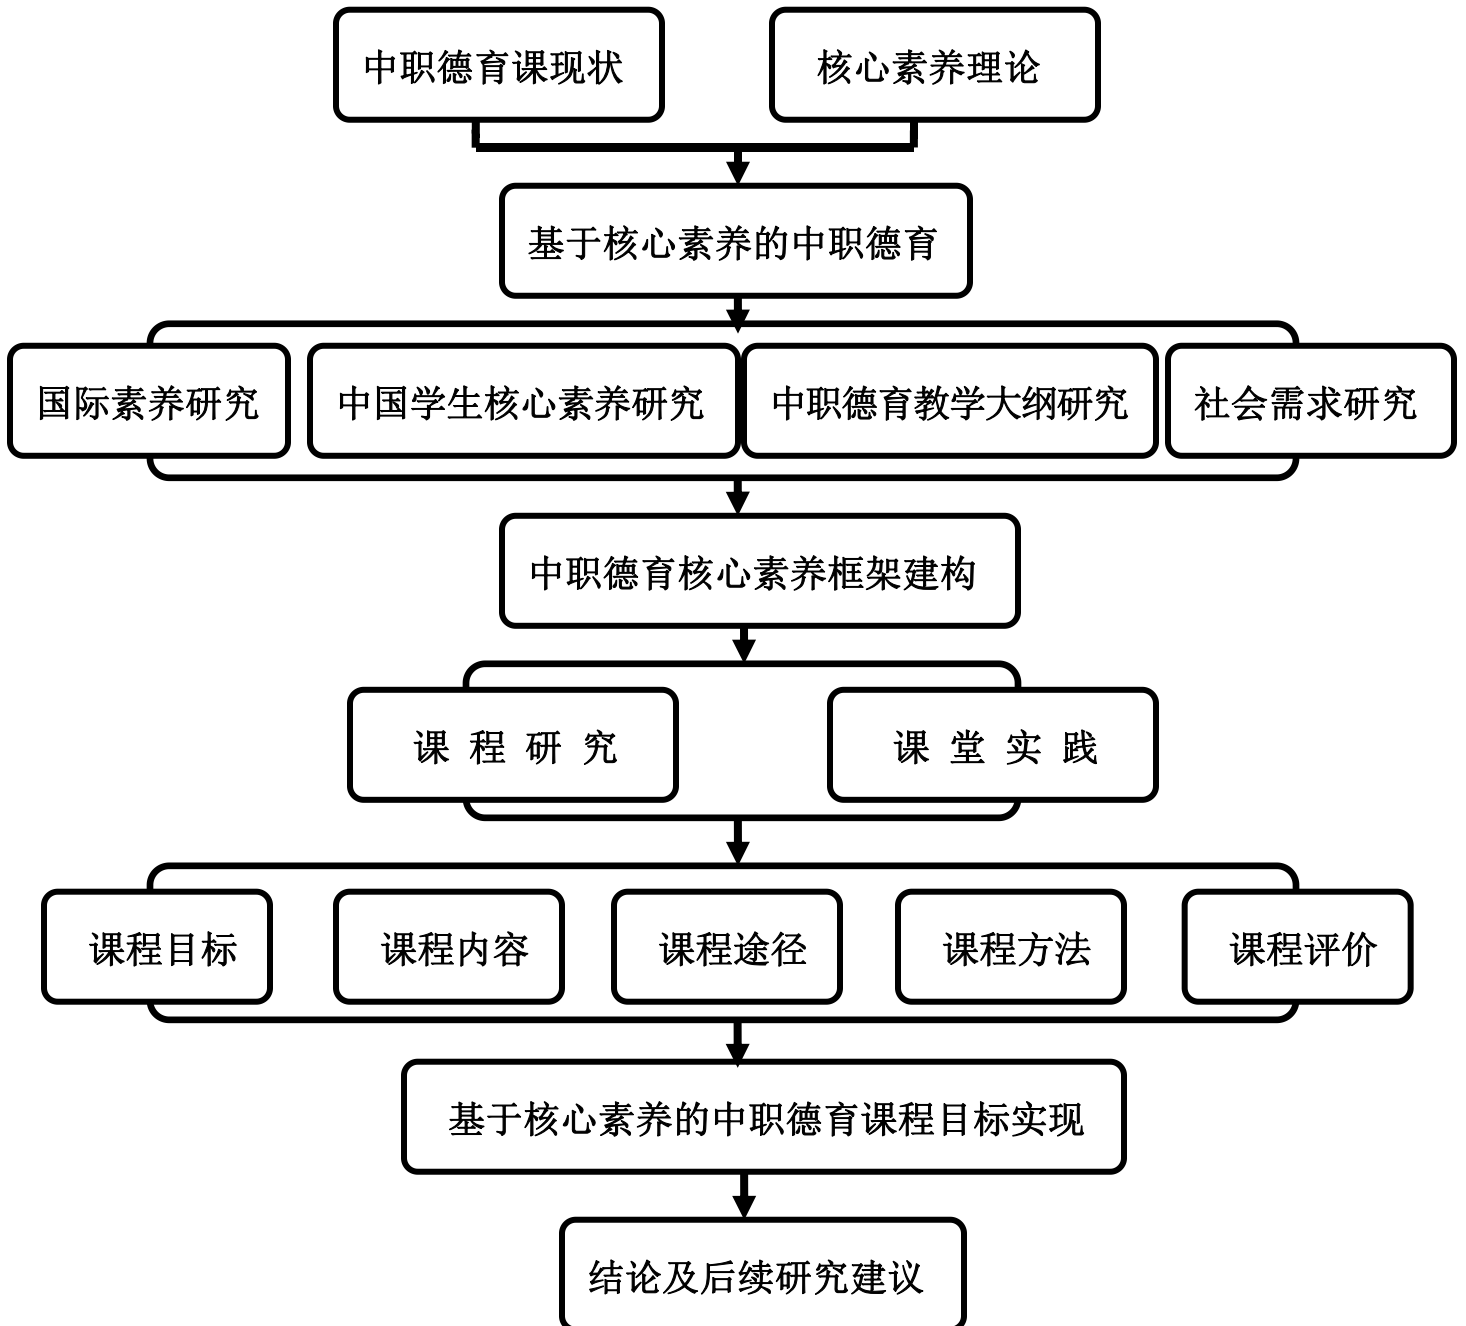 中职德育课现状
核心素养理论
基于核心素养的中职德育
国际素养研究
中国学生核心素养研究
中职德育教学大纲研究
社会需求研究
中职德育核心素养框架建构
课 程 研 究
课 堂 实 践
课程目标
课程内容
课程途径
课程方法
课程评价
基于核心素养的中职德育课程目标实现
结论及后续研究建议